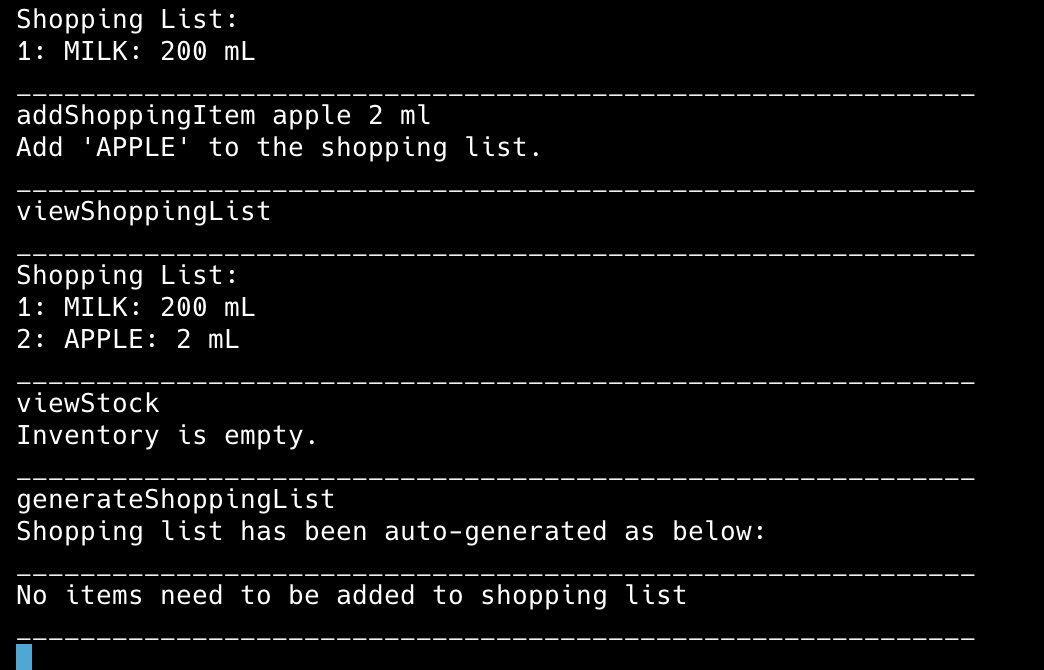 Shopping List:
1: MILK: 200 mL
____________________________________________________________
addShoppingItem apple 2 ml
Add 'APPLE' to the shopping list.
____________________________________________________________
viewShoppingList
____________________________________________________________
Shopping List:
1: MILK: 200 mL
2: APPLE: 2 mL
____________________________________________________________
viewStock
Inventory is empty.
____________________________________________________________
generateShoppingList
Shopping list has been auto-generated as below:
____________________________________________________________
No items need to be added to shopping list
____________________________________________________________